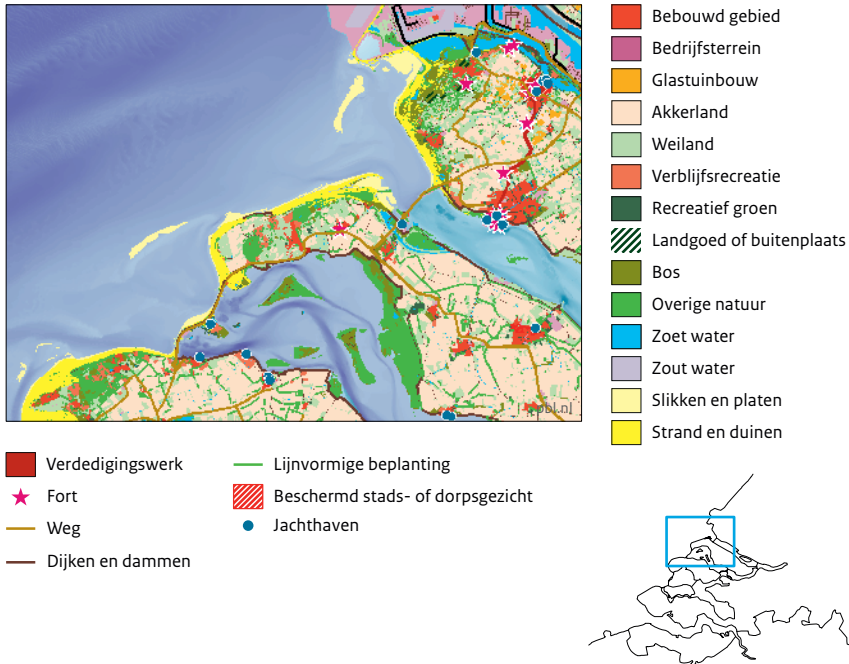 Bebouwd gebied
Bedrijfsterrein
Glastuinbouw
Akkerland
Weiland
Verblijfsrecreatie
Recreatief groen
Landgoed of buitenplaats
Bos
Overige natuur
Zoet water
Zout water
Slikken en platen
Strand en duinen
pbl.nl
Verdedigingswerk
Fort
Weg
Dijken en dammen
Lijnvormige beplanting
Beschermd stads- of dorpsgezicht
Jachthaven